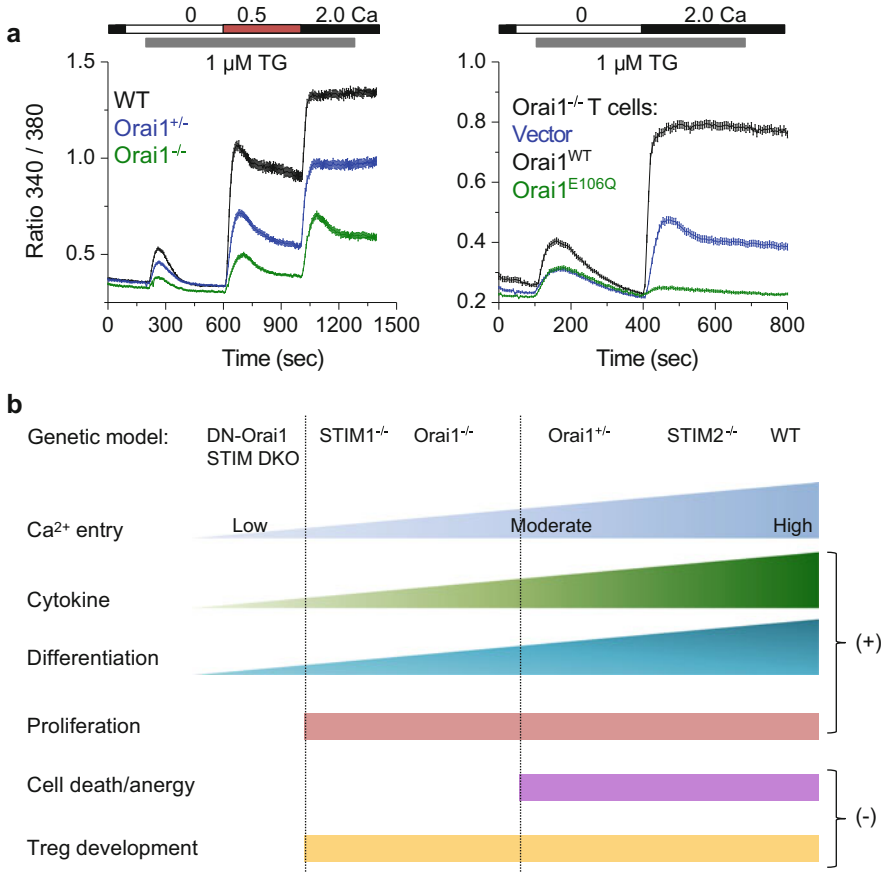 a
0 0.5 2.0 Ca
1 µM TG
WT
Orai1+/-
Orai1-/-
Ratio 340 / 380
1.5
1.0
0.5
0 300 600 900 1200 1500
Time (sec)
0 2.0 Ca
1 µM TG
Orai1-/- T cells:
Vector
Orai1WT
Orai1E106Q
1.0
0.8
0.6
0.4
0.2
0 200 400 600 800
Time (sec)
b
Genetic model: DN-Orai1 STIM1-/- Orai1-/- Orai1+/- STIM2-/- WT
STIM DKO
Ca2+ entry Low Moderate High
Cytokine
Differentiation
(+)
Proliferation
Cell death/anergy
(-)
Treg development